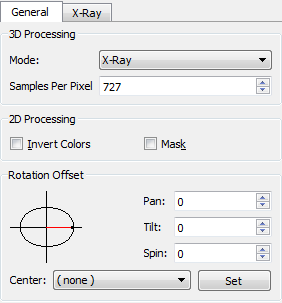 General X-Ray
3D Processing
Mode: X-Ray
Samples Per Pixel 727
2D Processing
Invert Colors Mask
Rotation Offset
Pan: 0
Tilt: 0
Spin: 0
Center: ( none ) Set